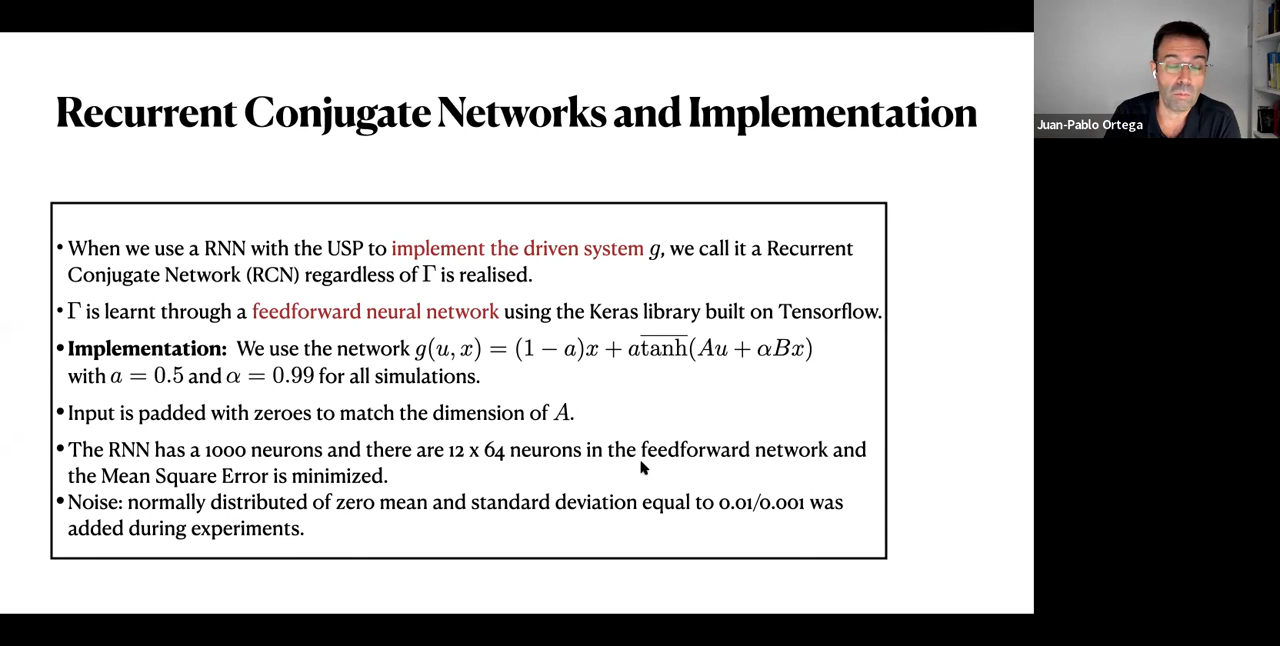 Recurrent Conjugate Networks and Implementation
Juan-Pablo Ortega
• When we use a RNN with the USP to implement the driven system g, we call it a Recurrent
Conjugate Network (RCN) regardless of Γ is realised.
• Γ is learnt through a feedforward neural network using the Keras library built on Tensorflow.
• Implementation: We use the network g(u, x) = (1 − a)x + a\overline{tanh}(Au + αBx)
with a = 0.5 and α = 0.99 for all simulations.
• Input is padded with zeroes to match the dimension of A.
• The RNN has a 1000 neurons and there are 12 x 64 neurons in the feedforward network and
the Mean Square Error is minimized.
• Noise: normally distributed of zero mean and standard deviation equal to 0.01/0.001 was
added during experiments.